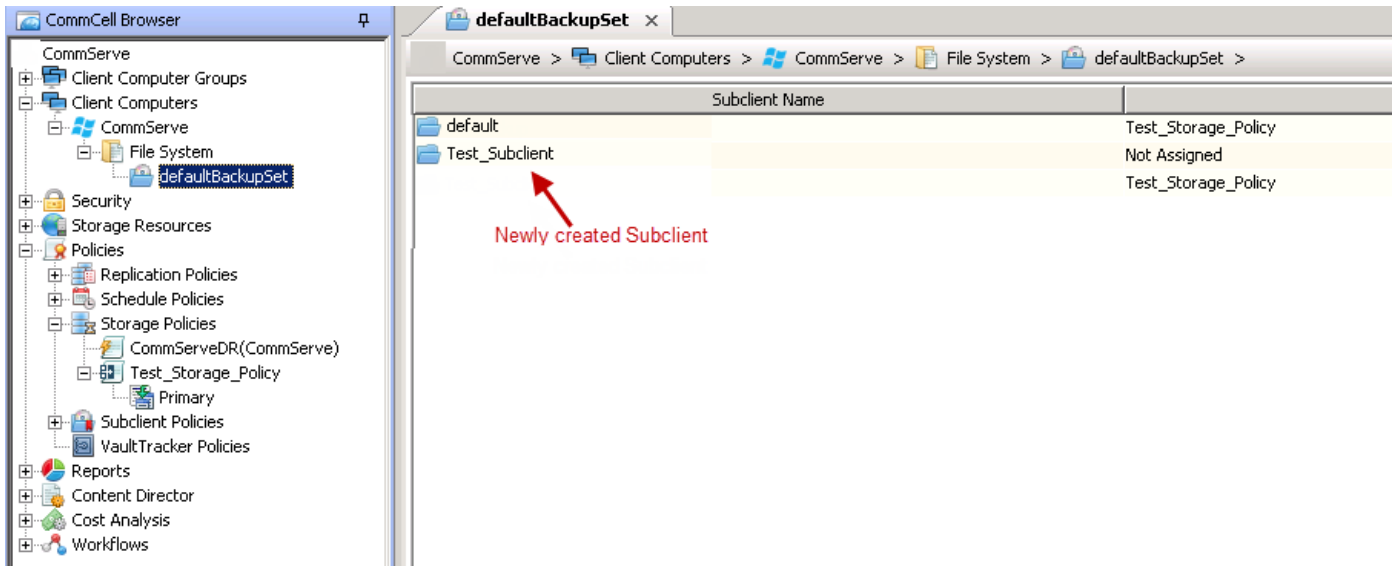 CommCell Browser
CommServe
Client Computer Groups
Client Computers
CommServe
File System
defaultBackupSet
Security
Storage Resources
Policies
Replication Policies
Schedule Policies
Storage Policies
CommServeDR(CommServe)
Test_Storage_Policy
Primary
Subclient Policies
VaultTracker Policies
Reports
Content Director
Cost Analysis
Workflows
defaultBackupSet ×
CommServe > Client Computers > CommServe > File System > defaultBackupSet >
Subclient Name
default Test_Storage_Policy
Test_Subclient Not Assigned
Test_Storage_Policy
Newly created Subclient